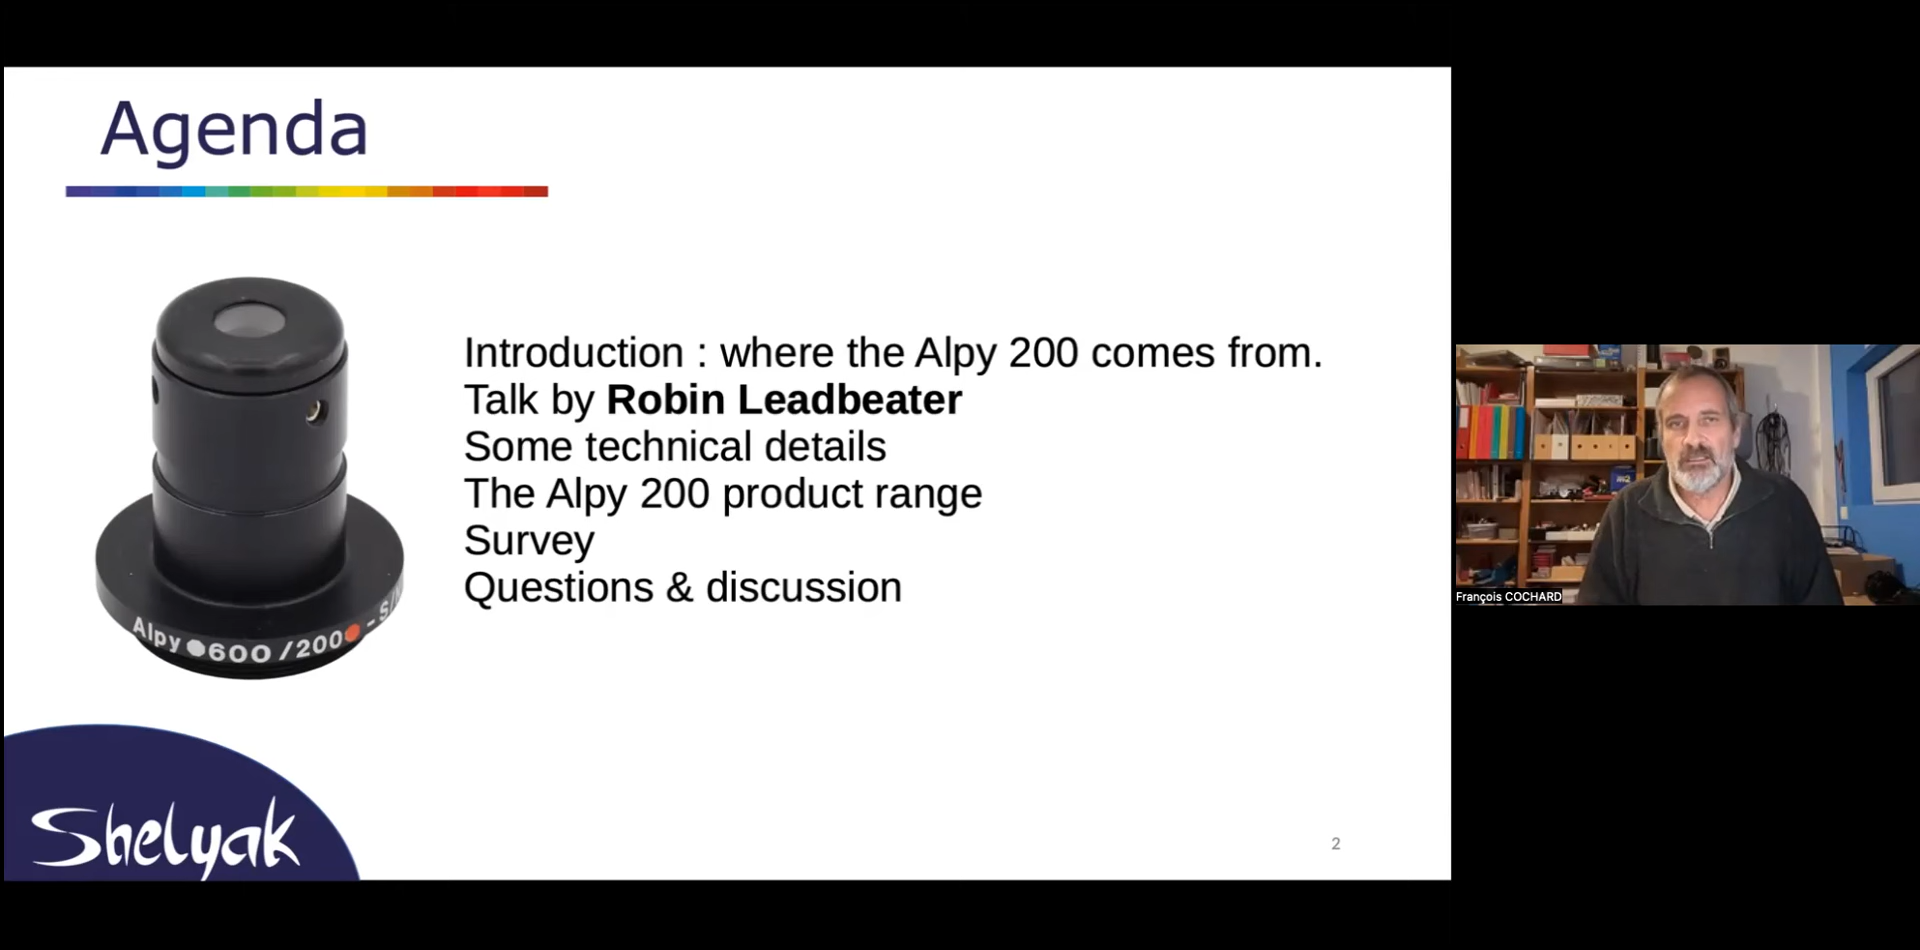 Agenda
Introduction : where the Alpy 200 comes from.
Talk by Robin Leadbeater
Some technical details
The Alpy 200 product range
Survey
Questions & discussion
Alpy 600 /200 - S/
Shelyak
2
François COCHARD